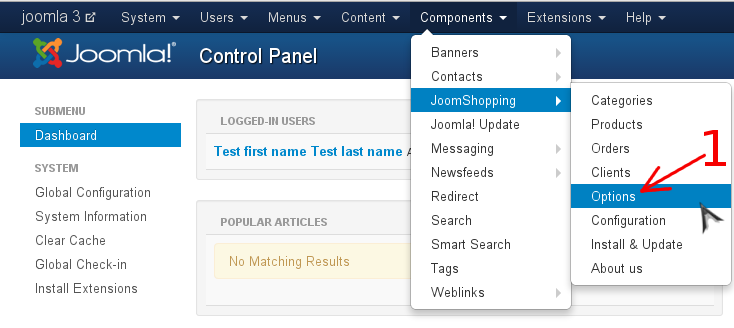 joomla 3 System Users Menus Content Components Extensions Help
Joomla! Control Panel
SUBMENU
Dashboard
SYSTEM
Global Configuration
System Information
Clear Cache
Global Check-in
Install Extensions
LOGGED-IN USERS
Test first name Test last name A
POPULAR ARTICLES
No Matching Results
Banners
Contacts
JoomShopping
Joomla! Update
Messaging
Newsfeeds
Redirect
Search
Smart Search
Tags
Weblinks
Categories
Products
Orders
Clients
Options
Configuration
Install & Update
About us
1